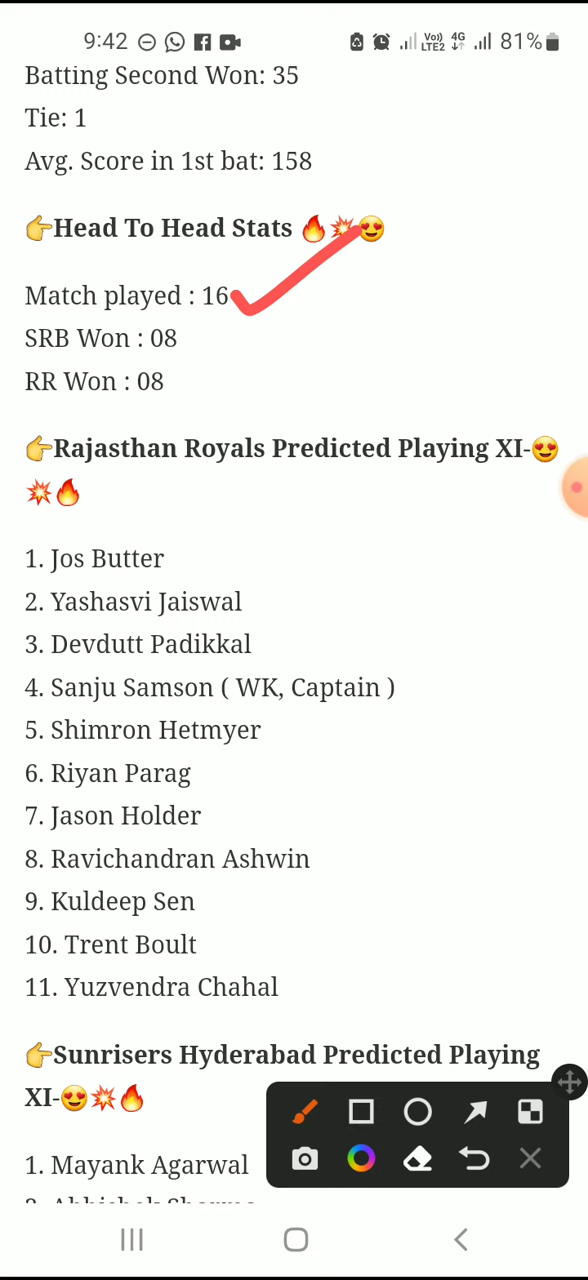 9:42 Vo)) LTE2 4G 81%
Batting Second Won: 35
Tie: 1
Avg. Score in 1st bat: 158
👉Head To Head Stats 🔥💥😍
Match played : 16
SRB Won : 08
RR Won : 08
👉Rajasthan Royals Predicted Playing XI-😍
💥🔥
1. Jos Butter
2. Yashasvi Jaiswal
3. Devdutt Padikkal
4. Sanju Samson ( WK, Captain )
5. Shimron Hetmyer
6. Riyan Parag
7. Jason Holder
8. Ravichandran Ashwin
9. Kuldeep Sen
10. Trent Boult
11. Yuzvendra Chahal
👉Sunrisers Hyderabad Predicted Playing
XI-😍💥🔥
1. Mayank Agarwal